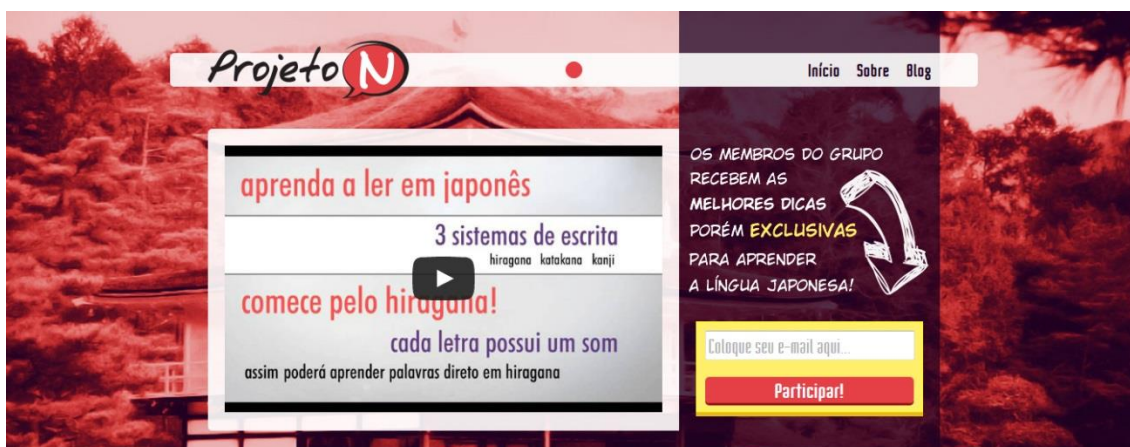 Projeto N
Início Sobre Blog
aprenda a ler em japonês
3 sistemas de escrita
hiragana katakana kanji
comece pelo hiragana!
cada letra possui um som
assim poderá aprender palavras direto em hiragana
OS MEMBROS DO GRUPO
RECEBEM AS
MELHORES DICAS
PORÉM EXCLUSIVAS
PARA APRENDER
A LÍNGUA JAPONESA!
Coloque seu e-mail aqui...
Participar!